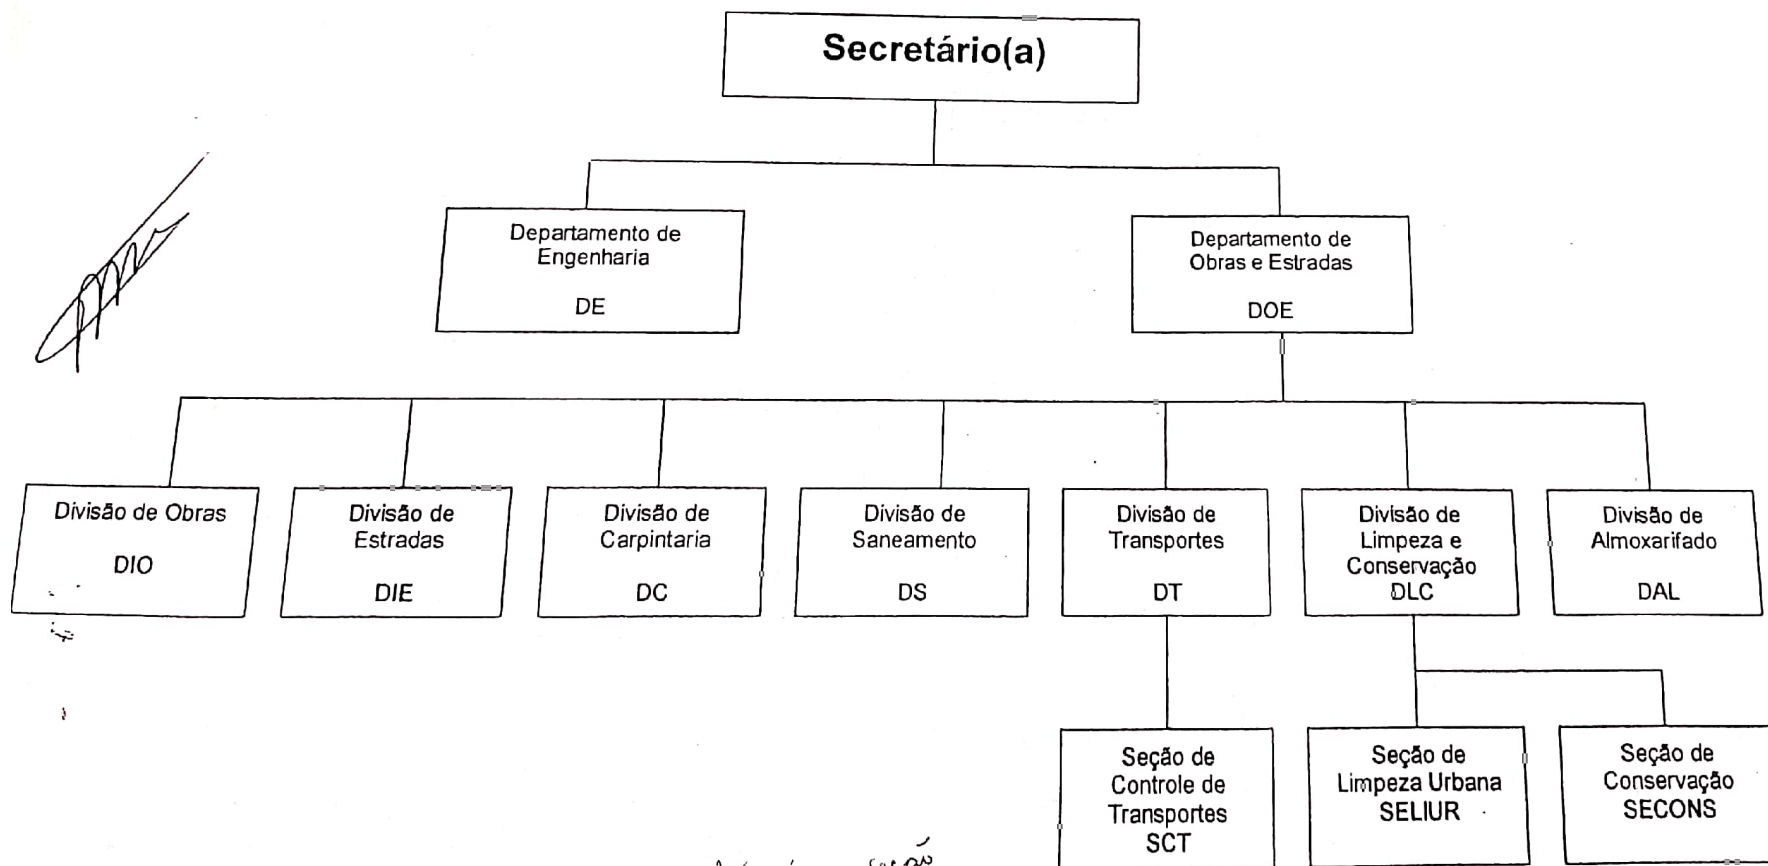 Secretário(a)
Departamento de
Engenharia
DE
Departamento de
Obras e Estradas
DOE
Divisão de Obras
DIO
Divisão de
Estradas
DIE
Divisão de
Carpintaria
DC
Divisão de
Saneamento
DS
Divisão de
Transportes
DT
Divisão de
Limpeza e
Conservação
DLC
Divisão de
Almoxarifado
DAL
Seção de
Controle de
Transportes
SCT
Seção de
Limpeza Urbana
SELIUR
Seção de
Conservação
SECONS